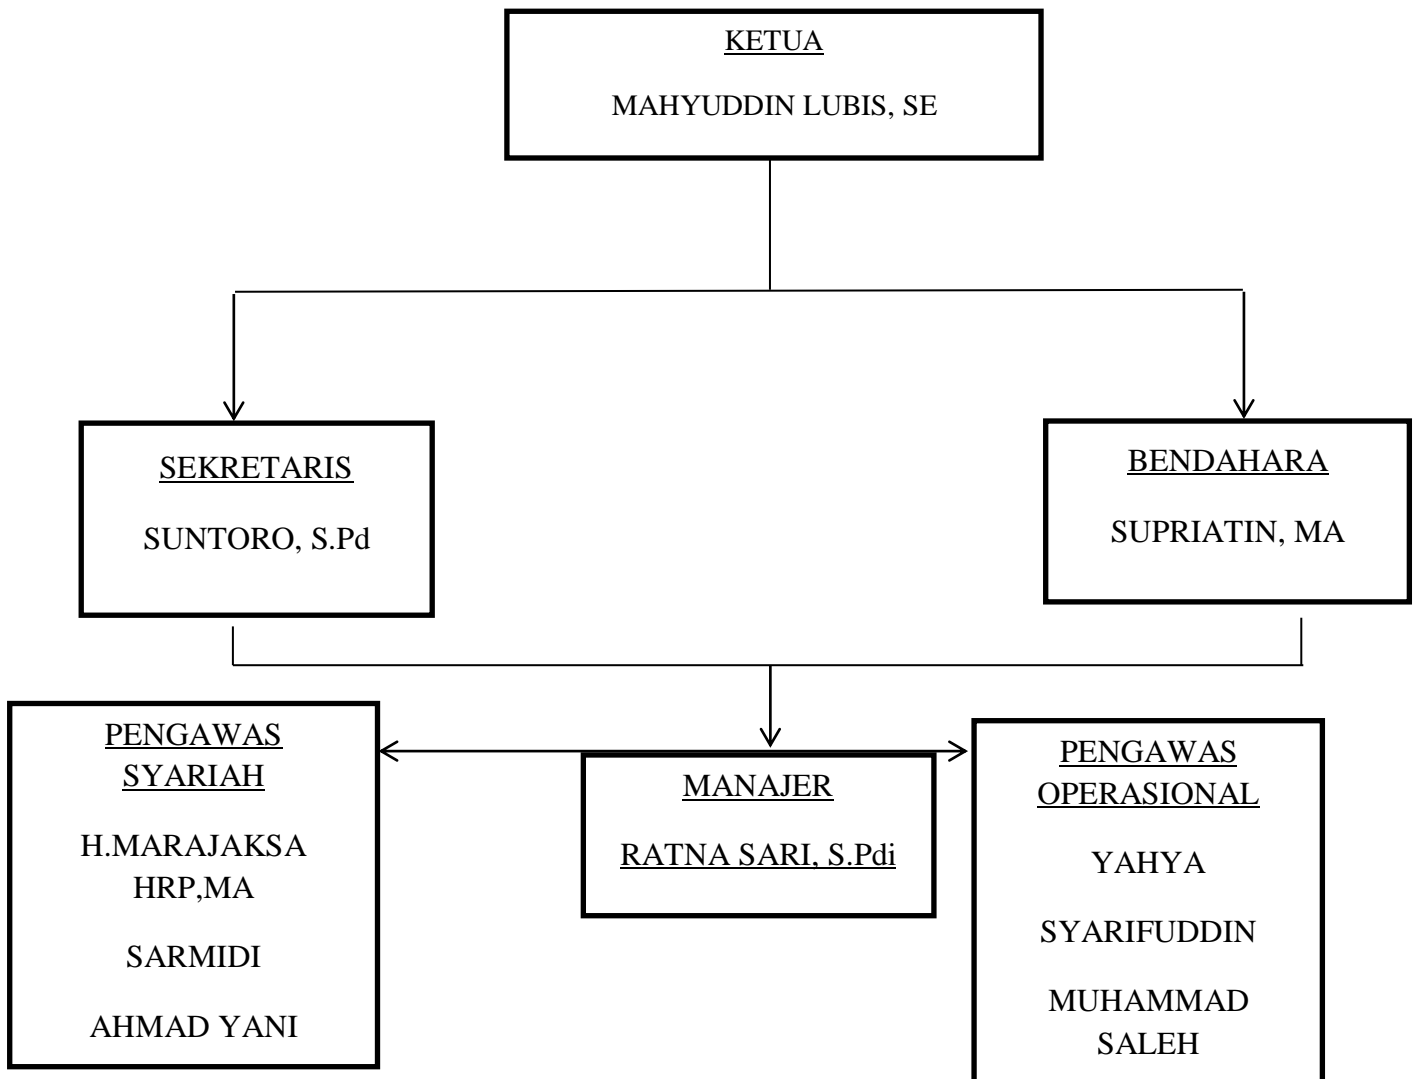 KETUA
MAHYUDDIN LUBIS, SE
SEKRETARIS
SUNTORO, S.Pd
BENDAHARA
SUPRIATIN, MA
PENGAWAS
SYARIAH
H.MARAJAKSA
HRP,MA
SARMIDI
AHMAD YANI
MANAJER
RATNA SARI, S.Pdi
PENGAWAS
OPERASIONAL
YAHYA
SYARIFUDDIN
MUHAMMAD
SALEH